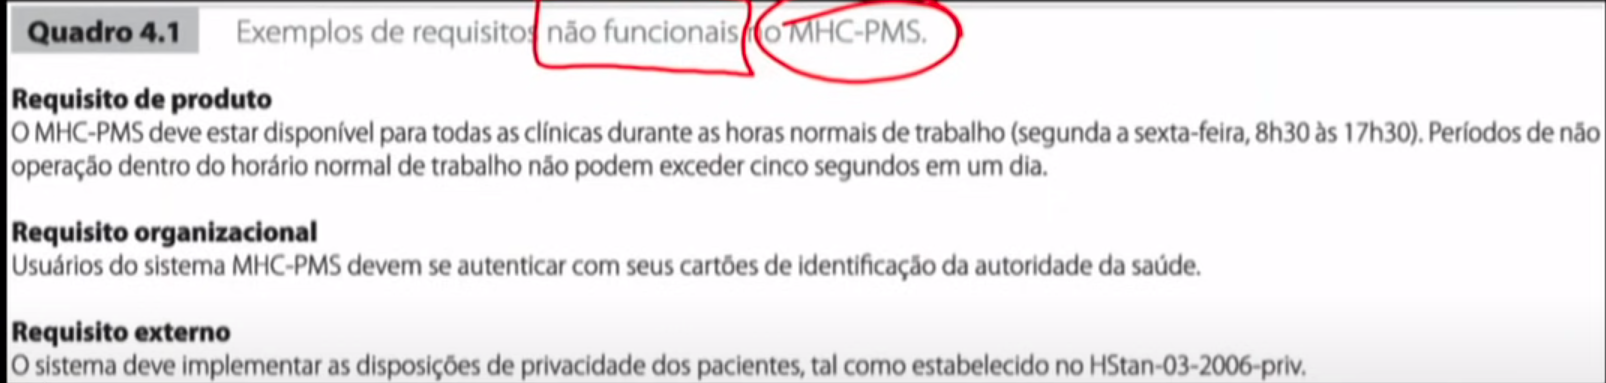 Quadro 4.1 Exemplos de requisitos não funcionais no MHC-PMS.
Requisito de produto
O MHC-PMS deve estar disponível para todas as clínicas durante as horas normais de trabalho (segunda a sexta-feira, 8h30 às 17h30). Períodos de não
operação dentro do horário normal de trabalho não podem exceder cinco segundos em um dia.
Requisito organizacional
Usuários do sistema MHC-PMS devem se autenticar com seus cartões de identificação da autoridade da saúde.
Requisito externo
O sistema deve implementar as disposições de privacidade dos pacientes, tal como estabelecido no HStan-03-2006-priv.